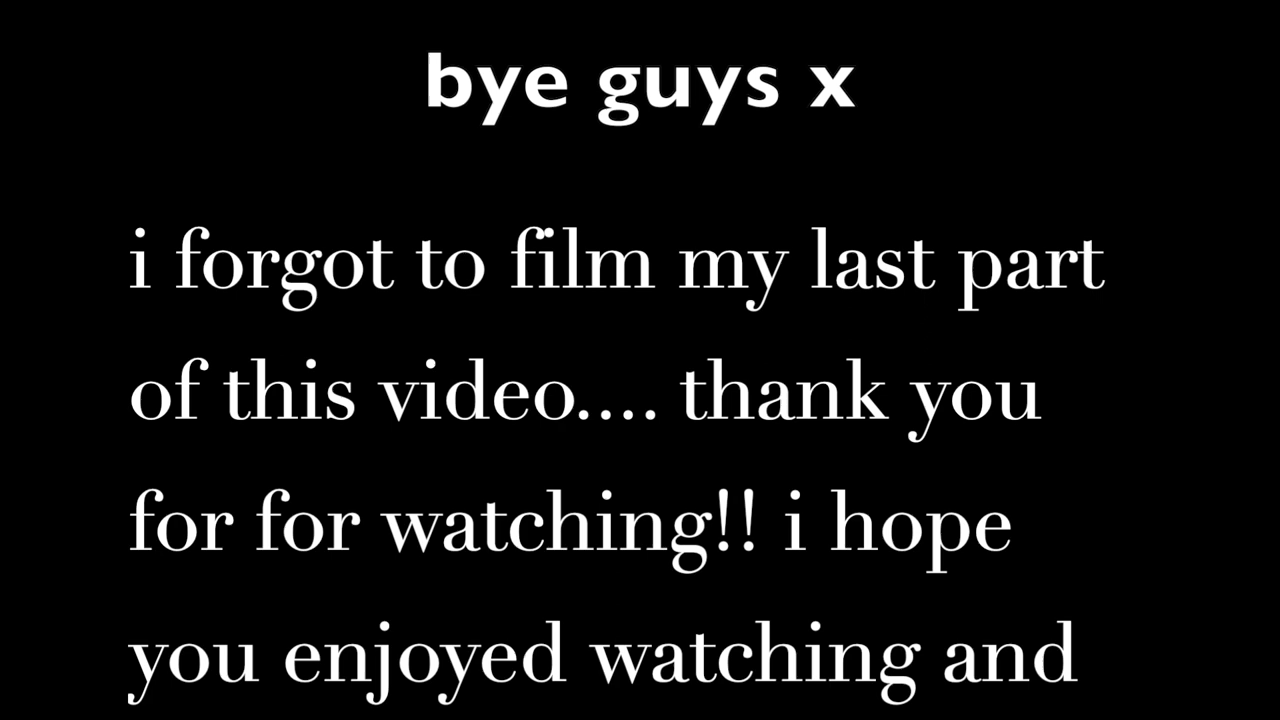 bye guys x
i forgot to film my last part
of this video.... thank you
for for watching!! i hope
you enjoyed watching and